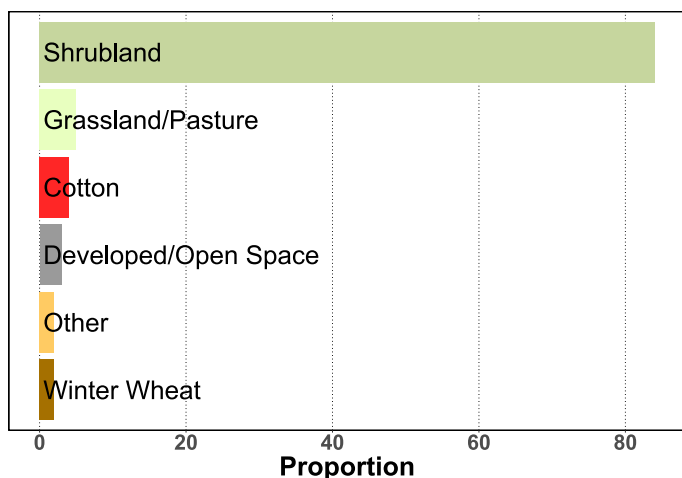 Shrubland
Grassland/Pasture
Cotton
Developed/Open Space
Other
Winter Wheat
0 20 40 60 80
Proportion